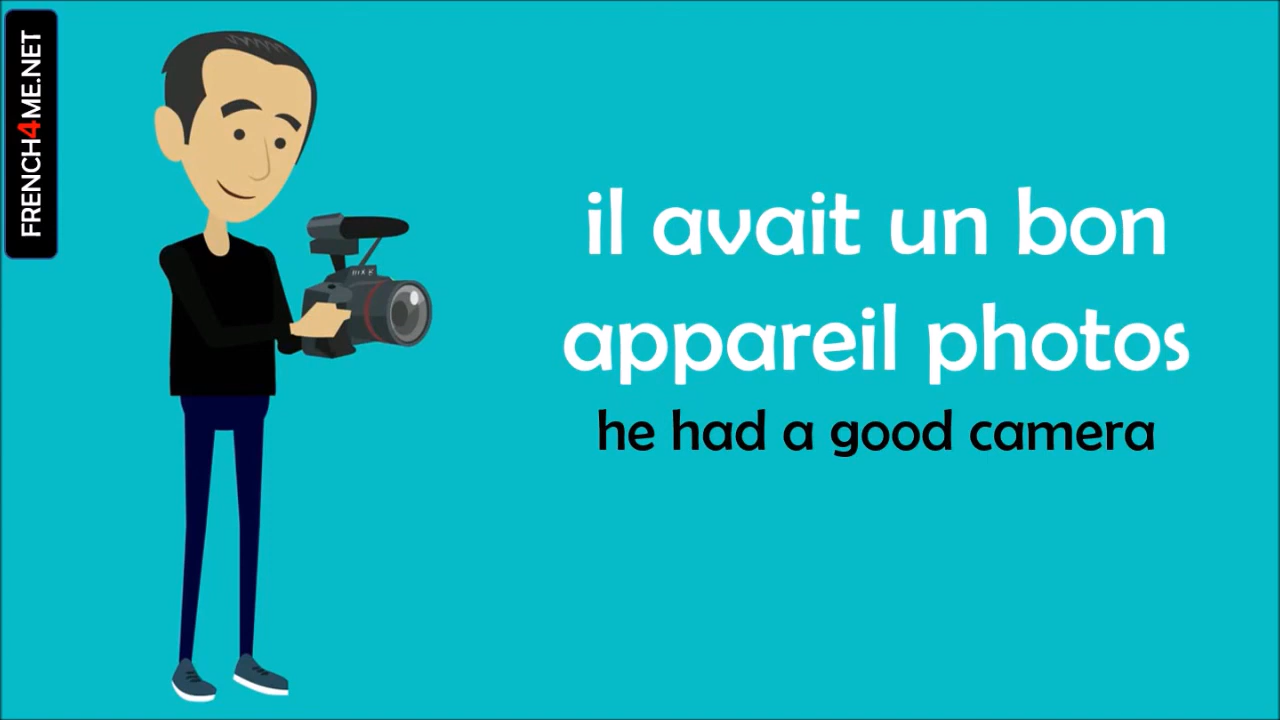 FRENCH4ME.NET
il avait un bon
appareil photos
he had a good camera